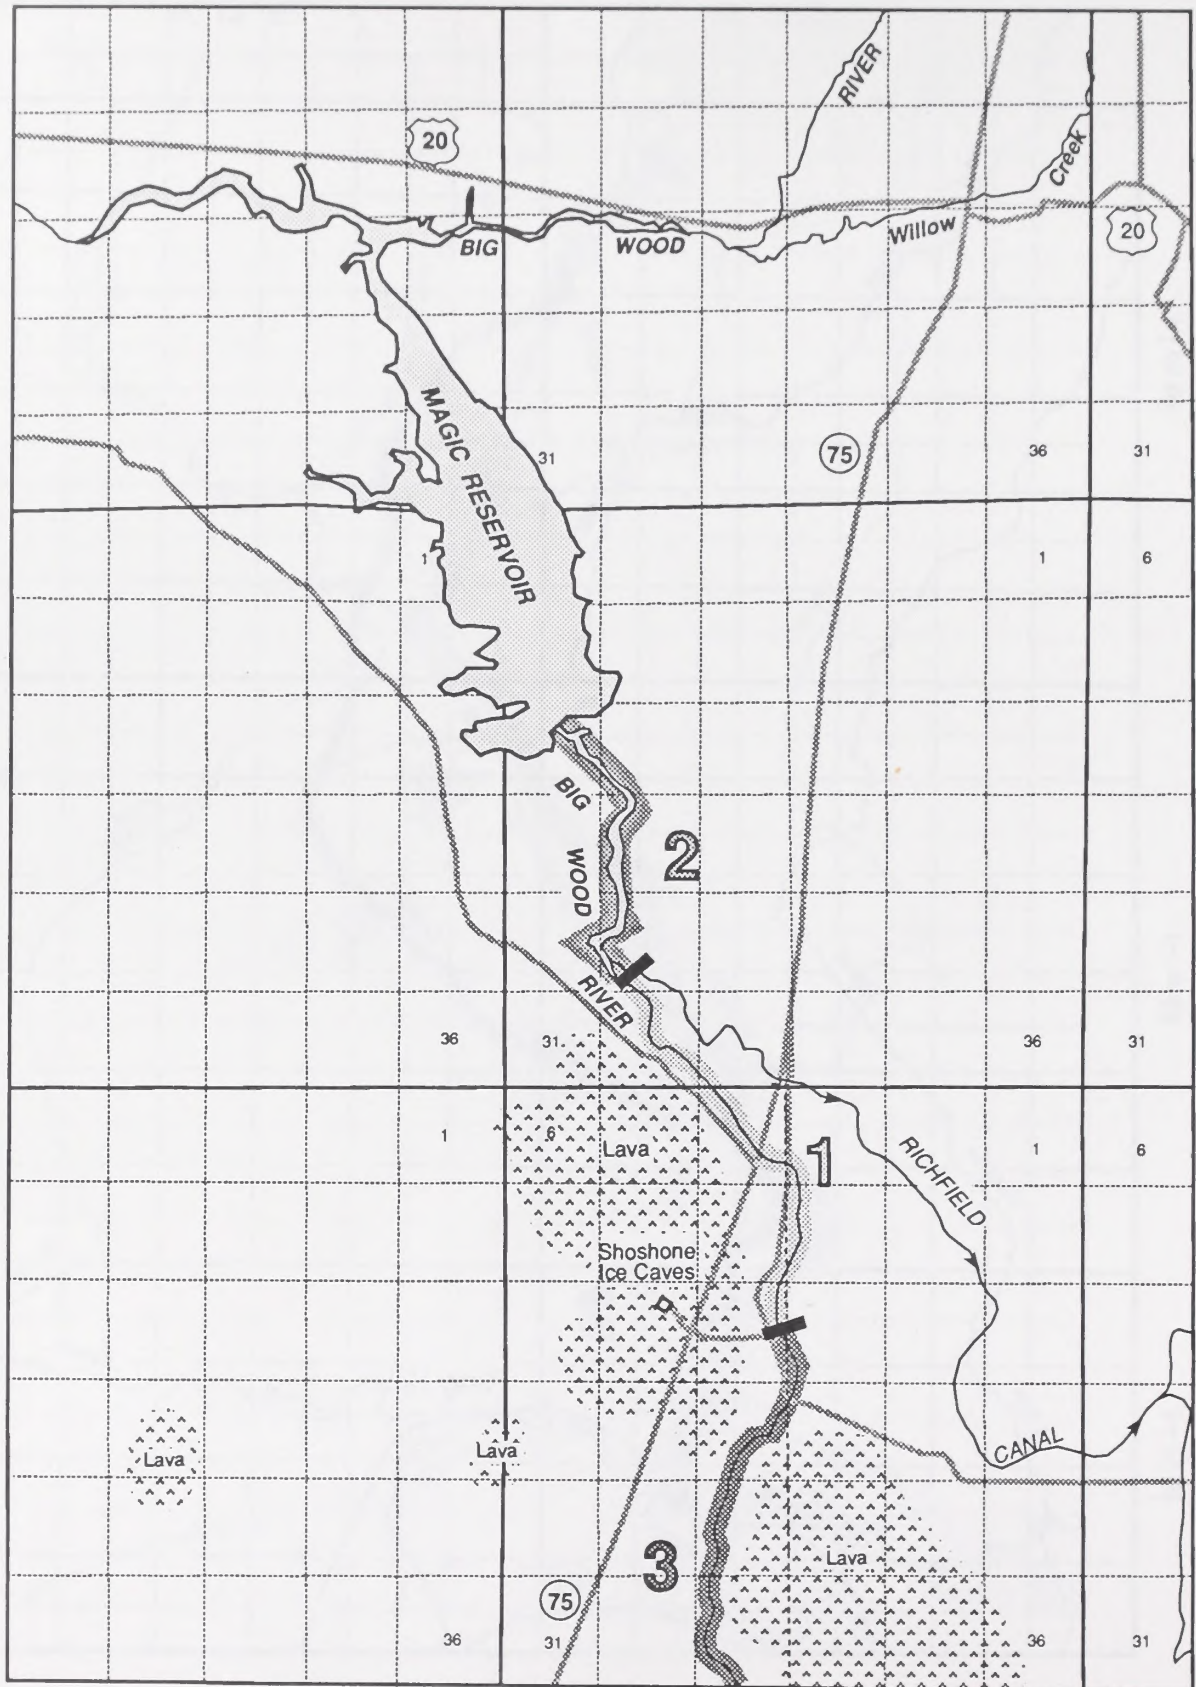 RIVER
20
Creek
BIG
WOOD
Willow
20
MAGIC RESERVOIR
31
75
36
31
1
1
6
BIG
WOOD
RIVER
2
36
31
36
31
1
6
Lava
1
1
6
RICHFIELD
Shoshone
Ice Caves
CANAL
Lava
Lava
3
Lava
75
36
31
36
31